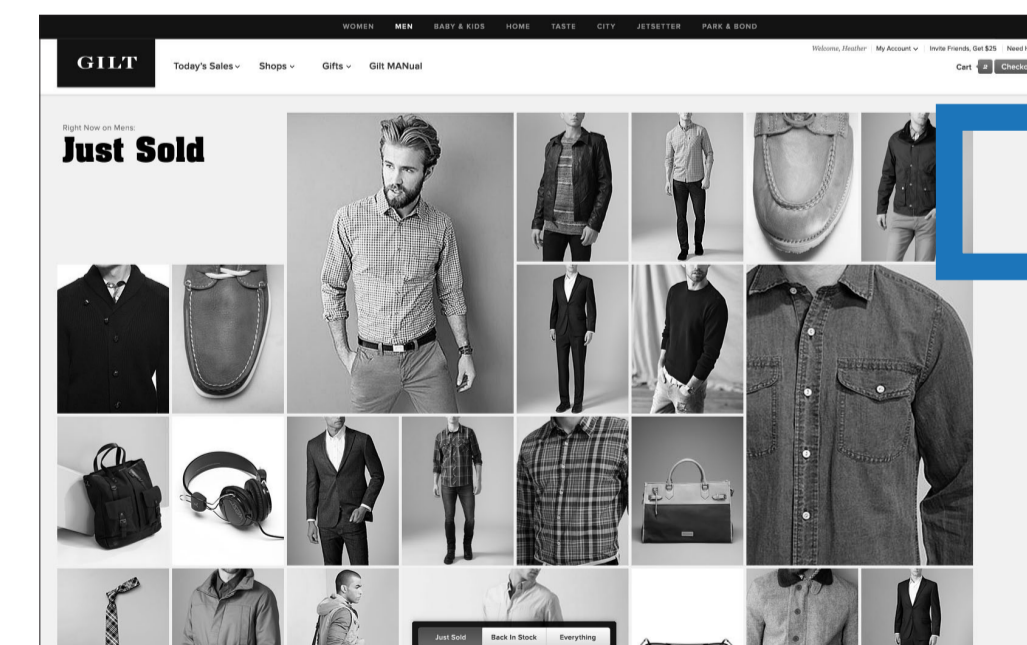 WOMEN MEN BABY & KIDS HOME TASTE CITY JETSETTER PARK & BOND
Welcome, Heather My Account Invite Friends, Get $25 Need
GILT Today's Sales Shops Gifts Gilt MANual
Cart #
Right Now on Mens:
Just Sold
Just Sold Back In Stock Everything